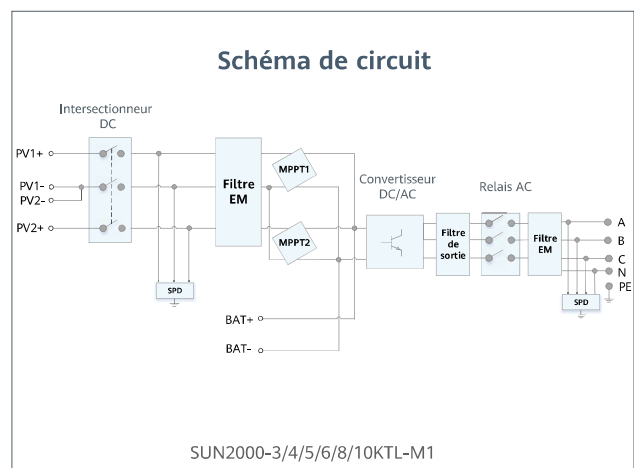 Schéma de circuit
Intersectionneur
DC
PV1+
PV1-
PV2-
PV2+
Filtre
EM
MPPT1
MPPT2
SPD
BAT+
BAT-
Convertisseur
DC/AC
Filtre
de
sortie
Relais AC
Filtre
EM
A
B
C
N
PE
SPD
SUN2000-3/4/5/6/8/10KTL-M1